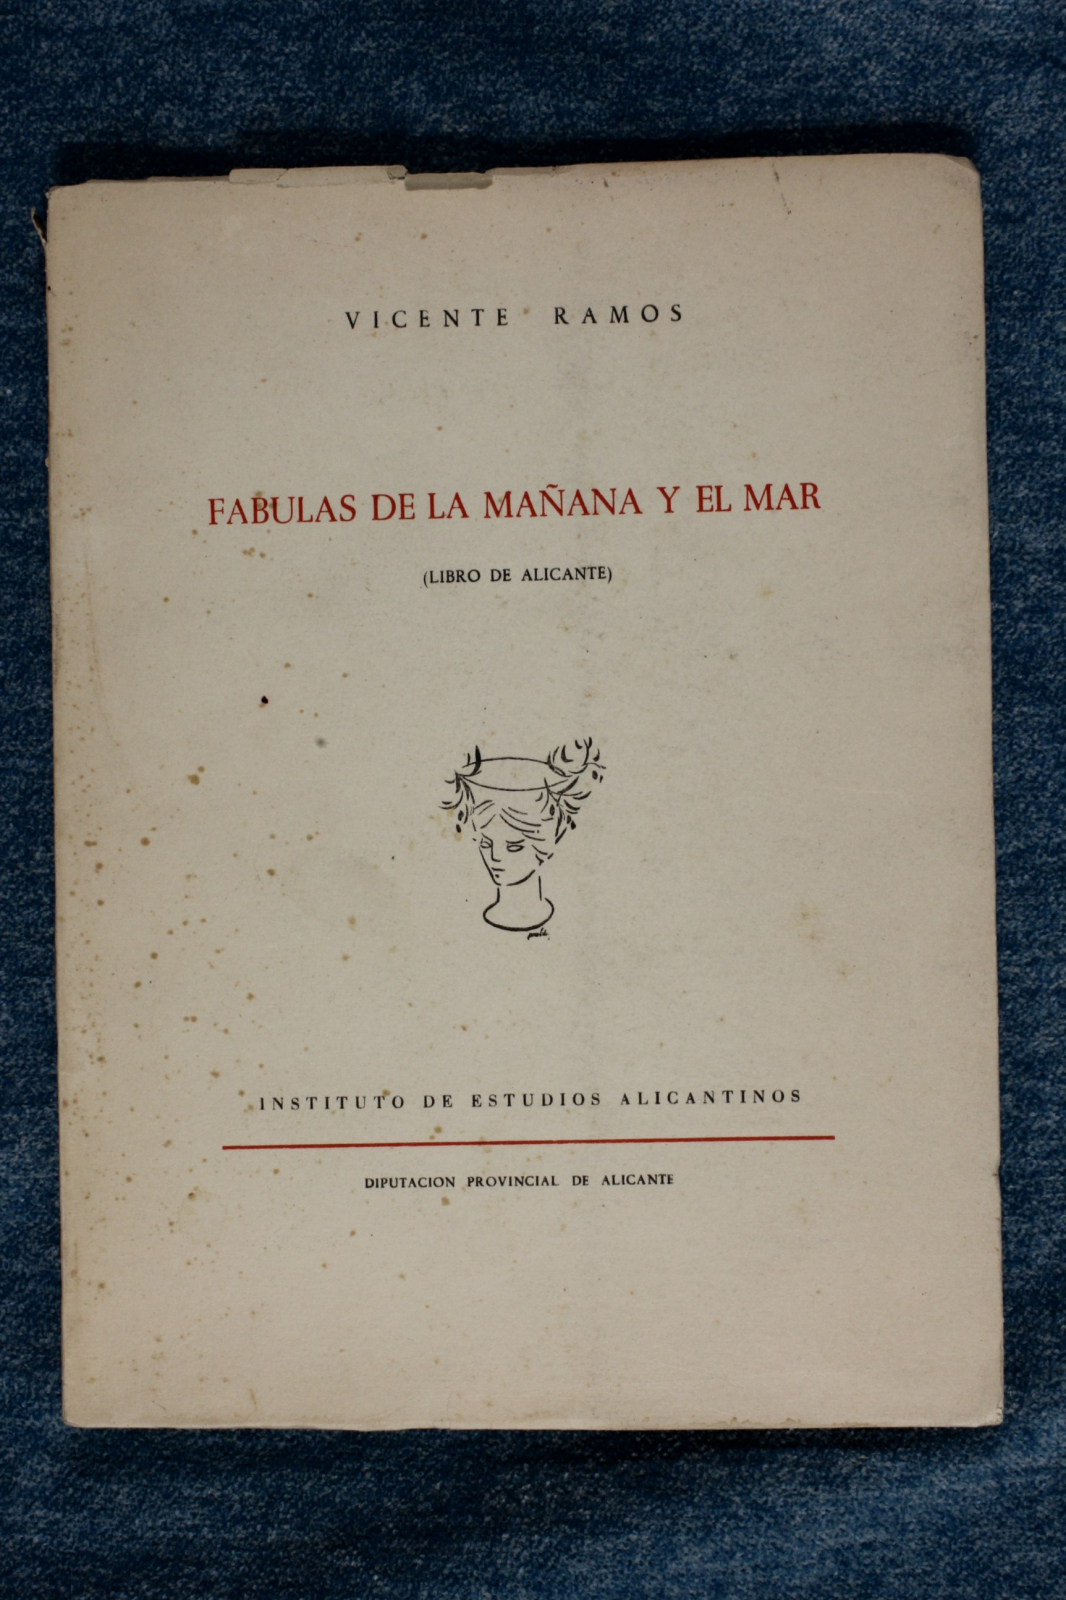 VICENTE RAMOS
FABULAS DE LA MAÑANA Y EL MAR
(LIBRO DE ALICANTE)
INSTITUTO DE ESTUDIOS ALICANTINOS
DIPUTACION PROVINCIAL DE ALICANTE